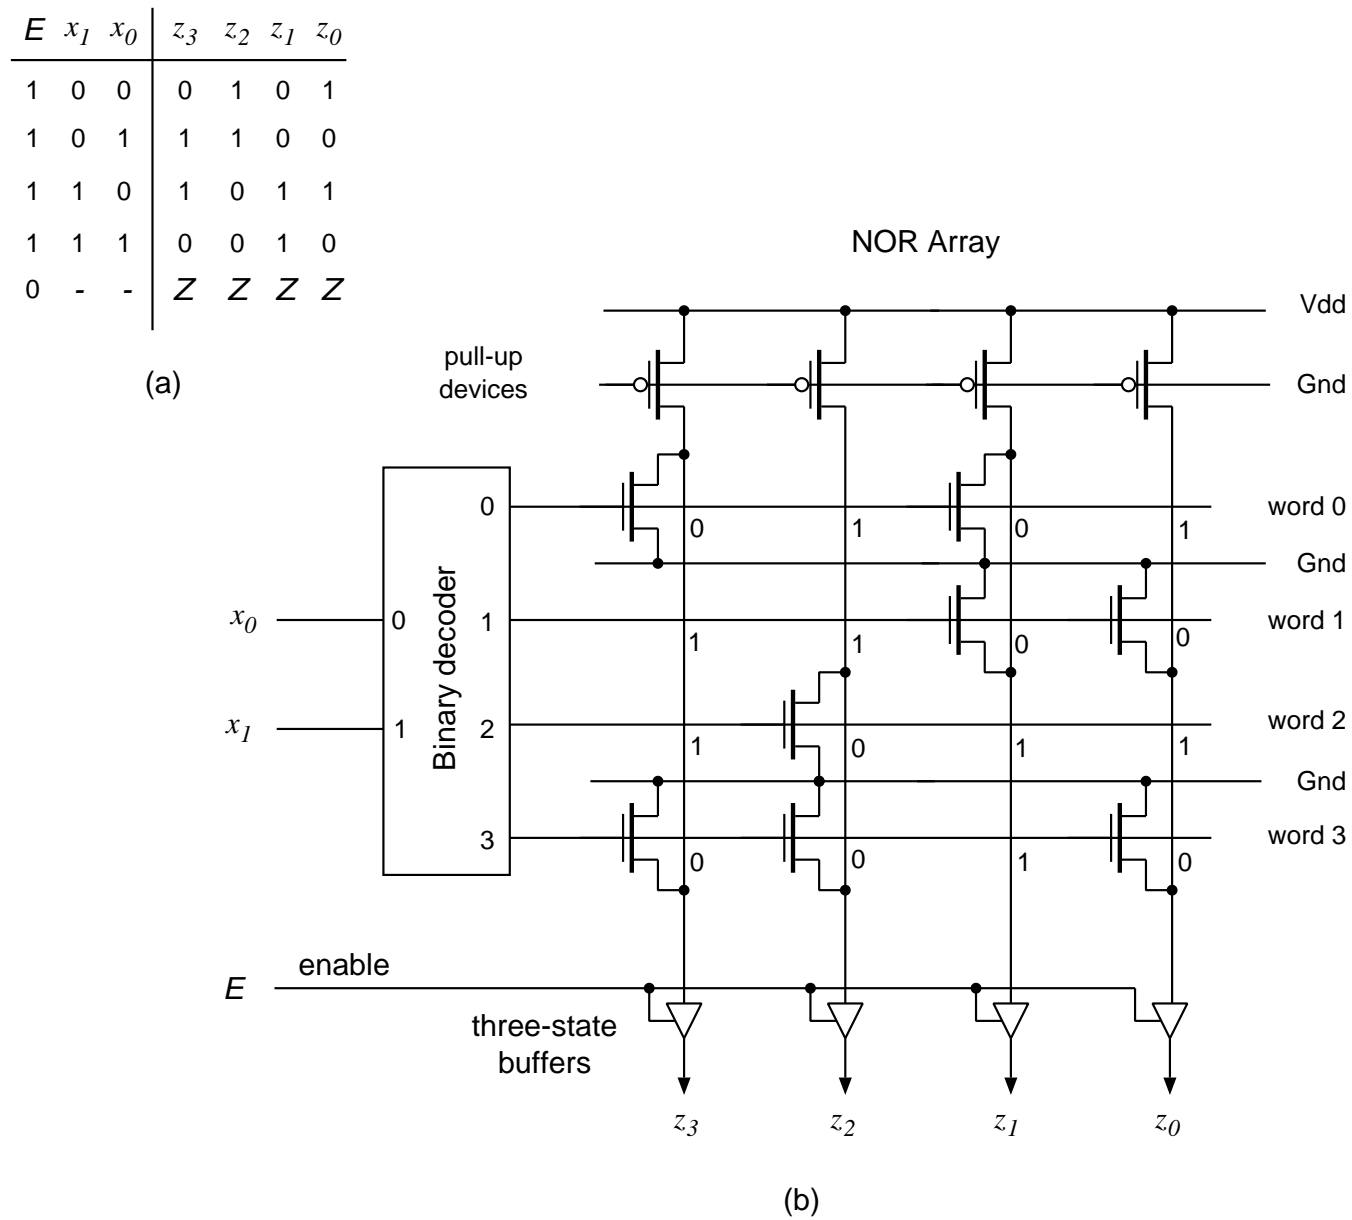 E x1 x0 z3 z2 z1 z0
1 0 0 0 1 0 1
1 0 1 1 1 0 0
1 1 0 1 0 1 1
1 1 1 0 0 1 0
0 - - Z Z Z Z
(a)
NOR Array
Vdd
pull-up
devices
Gnd
0
word 0
0 1 0 1
Gnd
x0
0
Binary decoder
1
word 1
1 1 0 0
x1
1
2
word 2
1 0 1 1
Gnd
3
word 3
0 0 1 0
enable
E
three-state
buffers
z3 z2 z1 z0
(b)